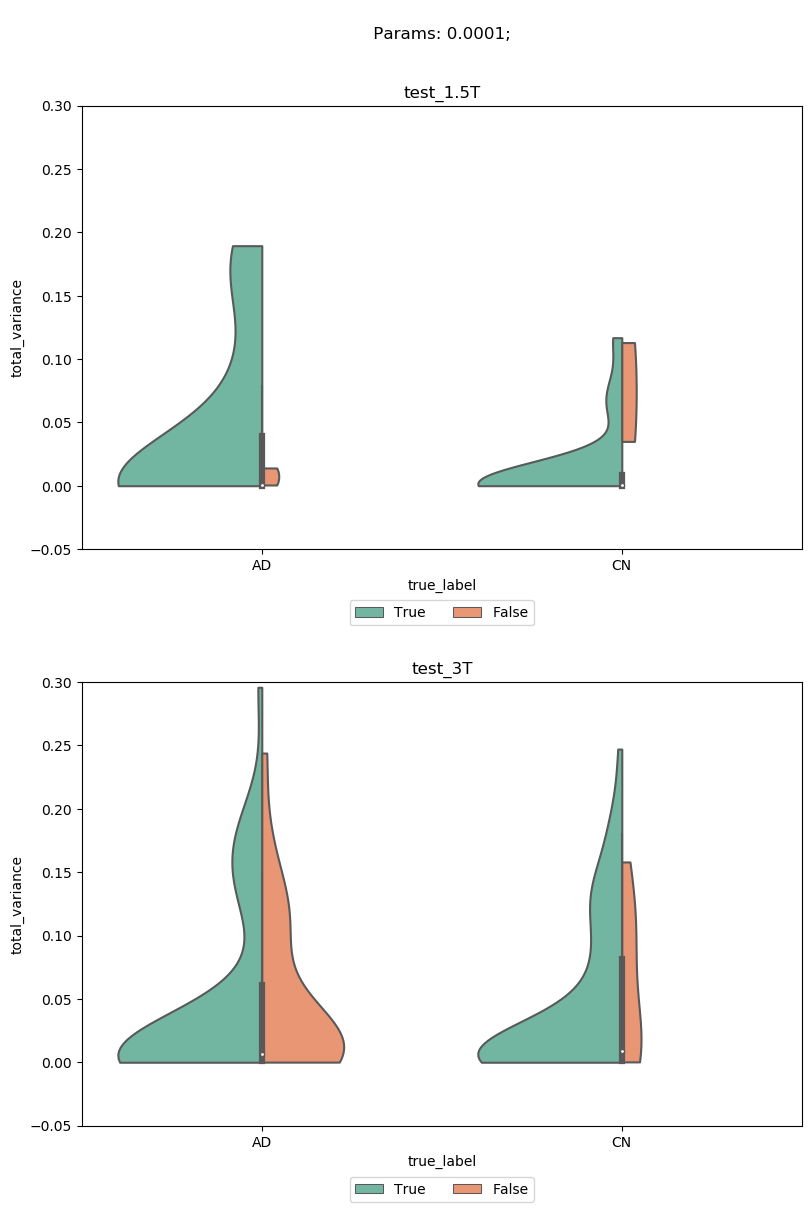 Params: 0.0001;
test_1.5T
0.30
0.25
0.20
0.15
0.10
0.05
0.00
−0.05
total_variance
AD CN
true_label
True False
test_3T
0.30
0.25
0.20
0.15
0.10
0.05
0.00
−0.05
total_variance
AD CN
true_label
True False